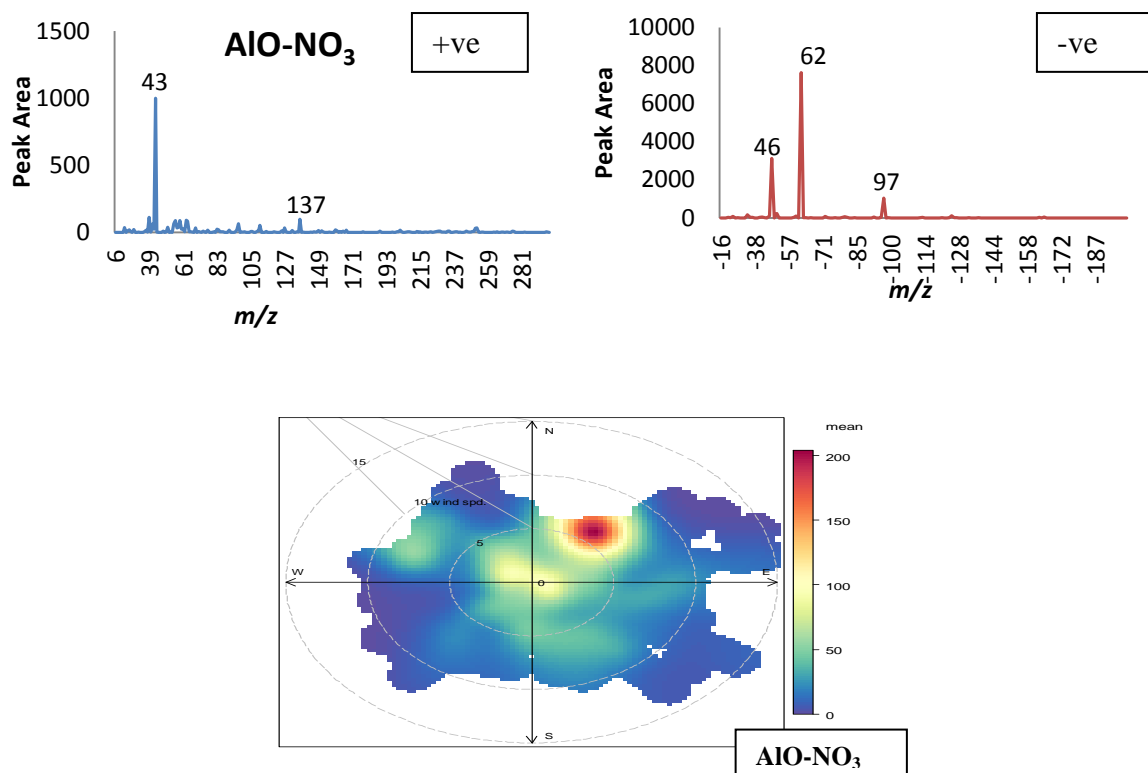 AlO-NO₃
+ve
Peak Area
1500
1000
500
0
43
137
6 39 61 83 105 127 149 171 193 215 237 259 281
m/z
-ve
Peak Area
10000
8000
6000
4000
2000
0
62
46
97
-16 -38 -57 -71 -85 -100 -114 -128 -144 -158 -172 -187
m/z
mean
N
15
10 w ind spd.
5
W
0
E
S
200
150
100
50
0
AlO-NO₃